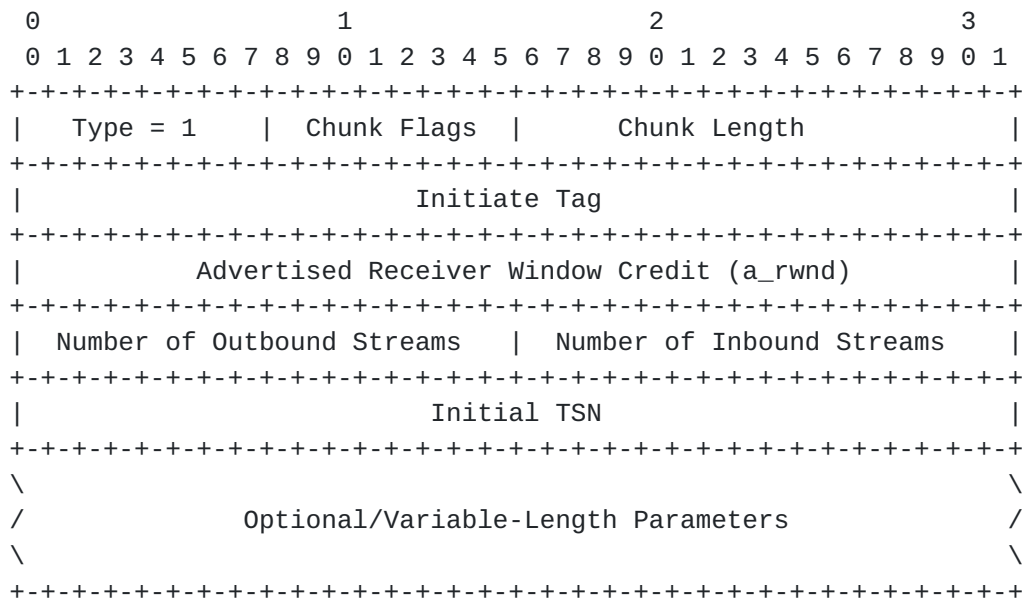 0                   1                   2                   3
 0 1 2 3 4 5 6 7 8 9 0 1 2 3 4 5 6 7 8 9 0 1 2 3 4 5 6 7 8 9 0 1
+-+-+-+-+-+-+-+-+-+-+-+-+-+-+-+-+-+-+-+-+-+-+-+-+-+-+-+-+-+-+-+-+
|   Type = 1    |  Chunk Flags  |      Chunk Length             |
+-+-+-+-+-+-+-+-+-+-+-+-+-+-+-+-+-+-+-+-+-+-+-+-+-+-+-+-+-+-+-+-+
|                         Initiate Tag                          |
+-+-+-+-+-+-+-+-+-+-+-+-+-+-+-+-+-+-+-+-+-+-+-+-+-+-+-+-+-+-+-+-+
|           Advertised Receiver Window Credit (a_rwnd)          |
+-+-+-+-+-+-+-+-+-+-+-+-+-+-+-+-+-+-+-+-+-+-+-+-+-+-+-+-+-+-+-+-+
|  Number of Outbound Streams   |  Number of Inbound Streams    |
+-+-+-+-+-+-+-+-+-+-+-+-+-+-+-+-+-+-+-+-+-+-+-+-+-+-+-+-+-+-+-+-+
|                          Initial TSN                          |
+-+-+-+-+-+-+-+-+-+-+-+-+-+-+-+-+-+-+-+-+-+-+-+-+-+-+-+-+-+-+-+-+
\                                                               \
/              Optional/Variable-Length Parameters              /
\                                                               \
+-+-+-+-+-+-+-+-+-+-+-+-+-+-+-+-+-+-+-+-+-+-+-+-+-+-+-+-+-+-+-+-+